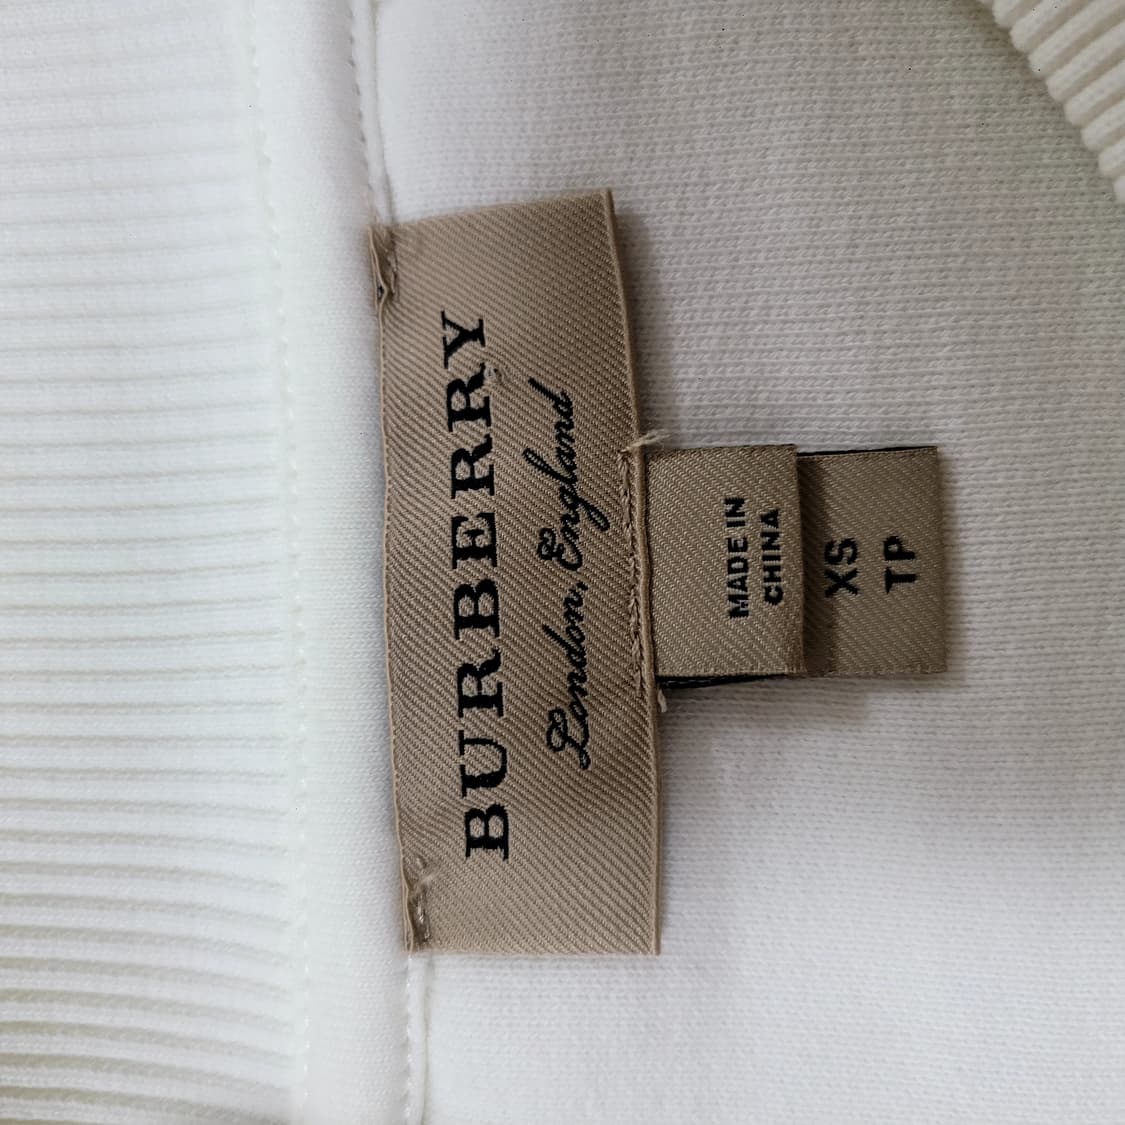 BURBERRY
London, England
MADE IN
CHINA
XS
TP